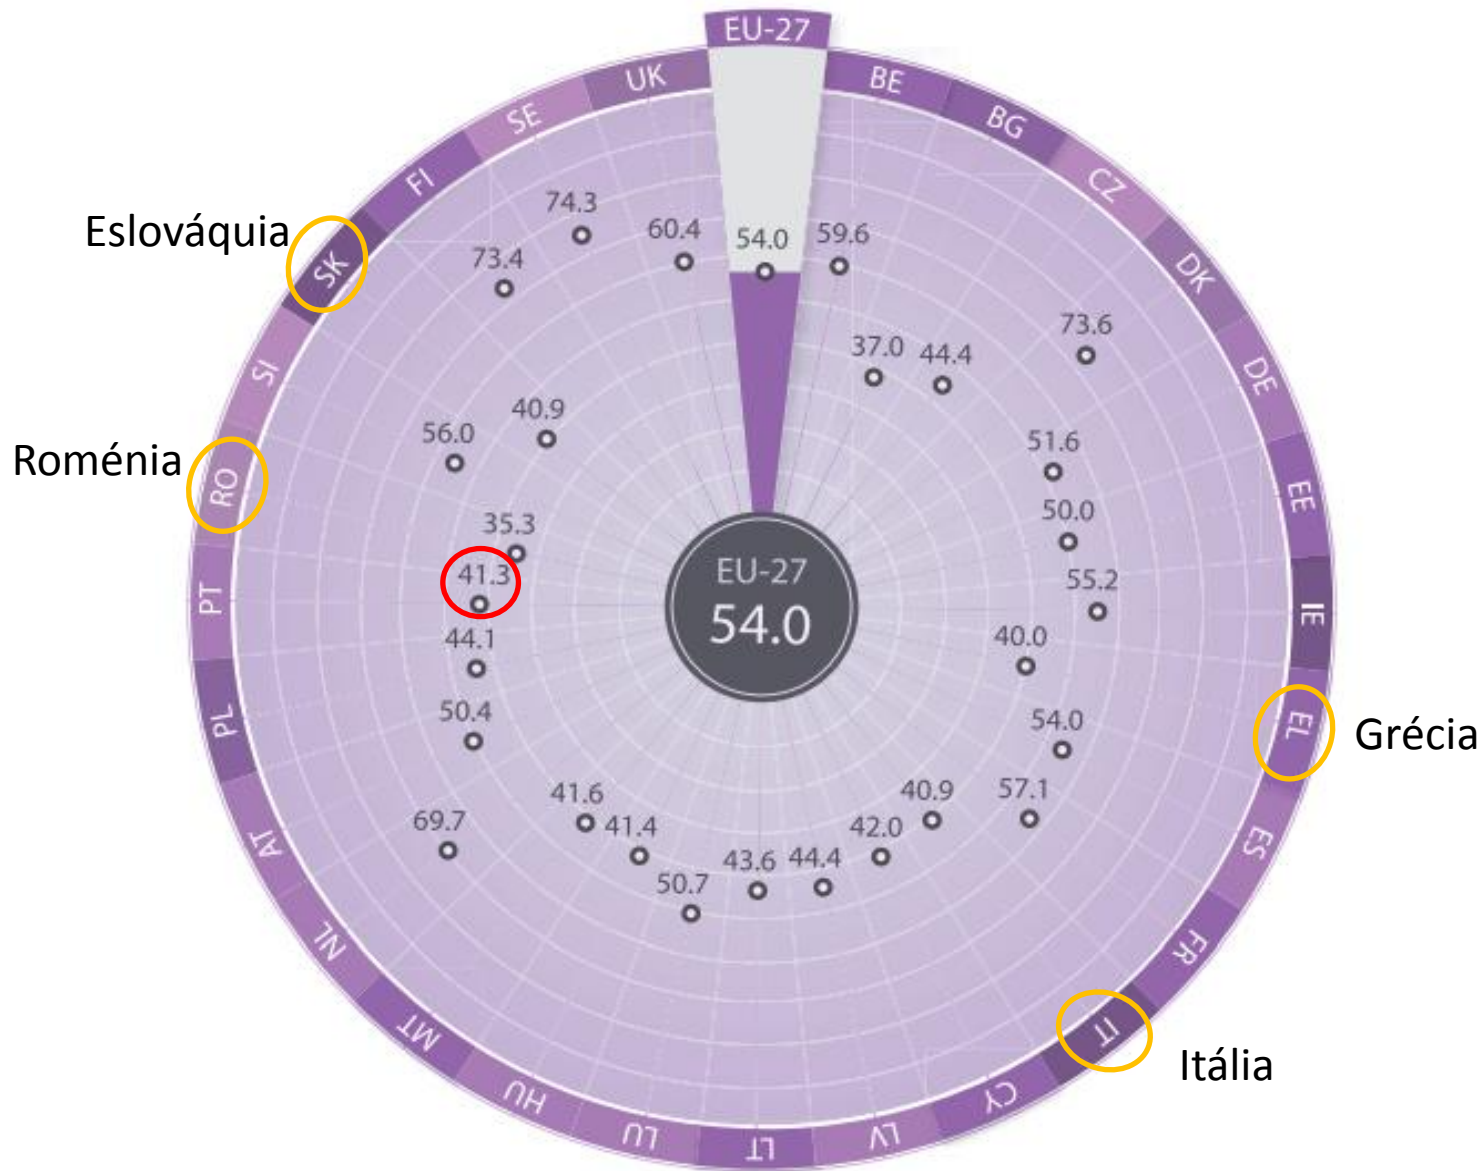 EU-27
BE
BG
CZ
DK
DE
EE
IE
EL
ES
FR
IT
CY
LV
LT
LU
HU
MT
NL
AT
PL
PT
RO
SI
SK
FI
SE
UK
54.0
59.6
37.0
44.4
73.6
51.6
50.0
55.2
40.0
54.0
57.1
40.9
42.0
44.4
43.6
50.7
41.4
41.6
69.7
50.4
44.1
41.3
35.3
56.0
40.9
73.4
74.3
60.4
EU-27
54.0
Eslováquia
Roménia
Grécia
Itália